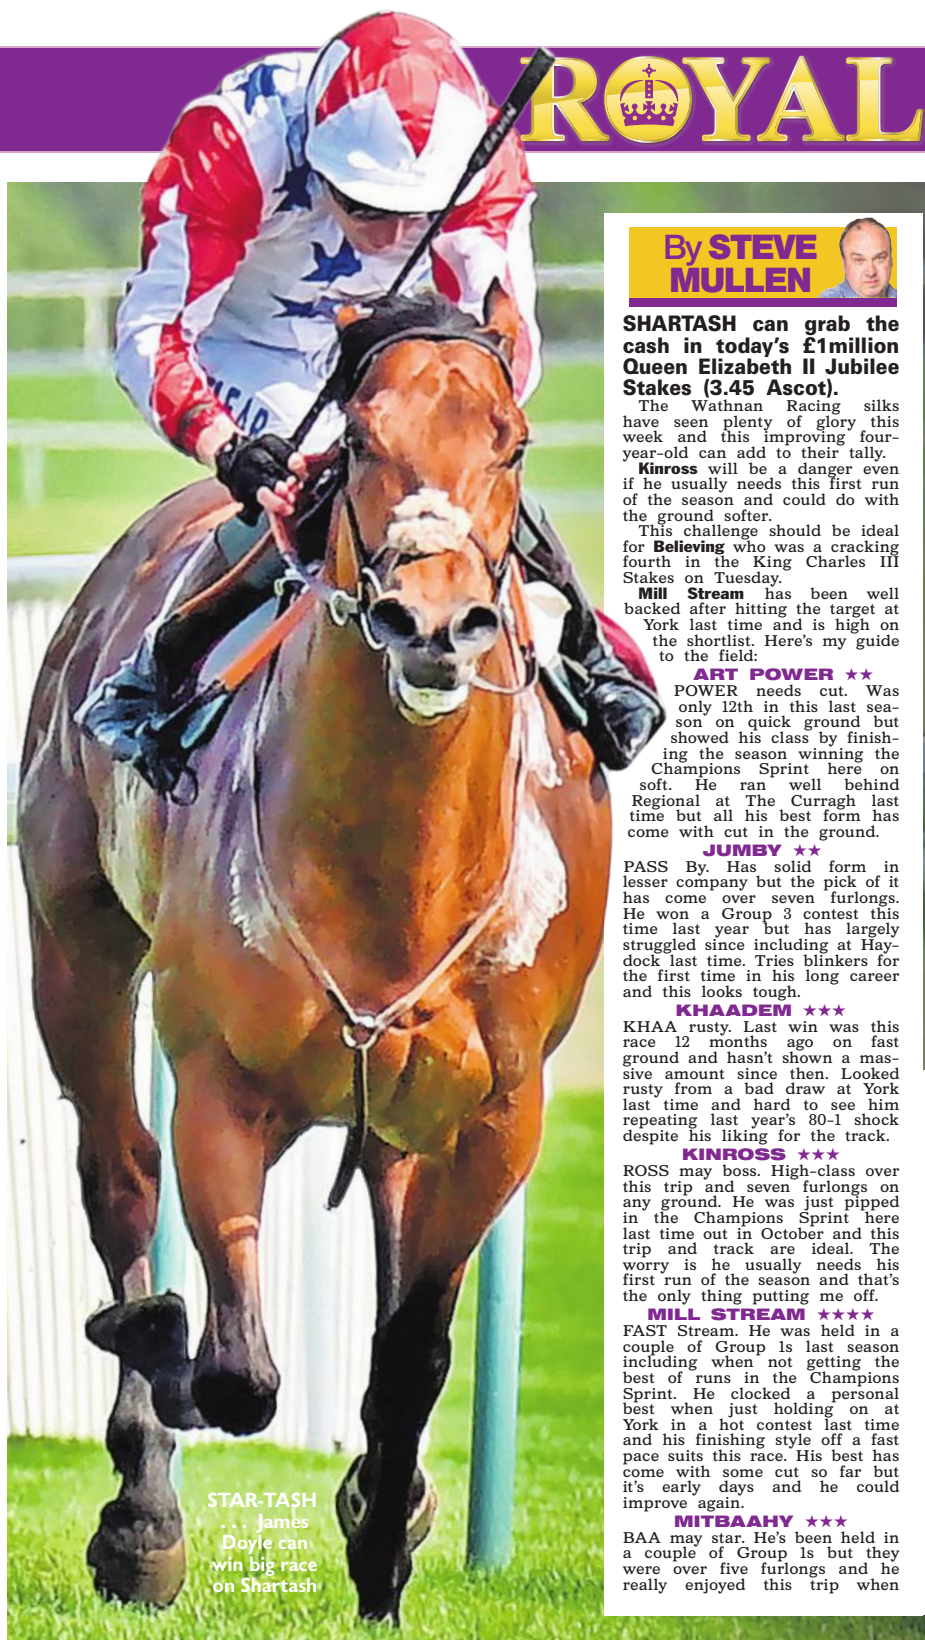 ROYAL
By STEVE
MULLEN
SHARTASH can grab the
cash in today's £1million
Queen Elizabeth II Jubilee
Stakes (3.45 Ascot).
The Wathnan Racing silks
have seen plenty of glory this
week and this improving four-
year-old can add to their tally.
Kinross will be a danger even
if he usually needs this first run
of the season and could do with
the ground softer.
This challenge should be ideal
for Believing who was a cracking
fourth in the King Charles III
Stakes on Tuesday.
Mill Stream has been well
backed after hitting the target at
York last time and is high on
the shortlist. Here's my guide
to the field:
ART POWER ★★
POWER needs cut. Was
only 12th in this last sea-
son on quick ground but
showed his class by finish-
ing the season winning the
Champions Sprint here on
soft. He ran well behind
Regional at The Curragh last
time but all his best form has
come with cut in the ground.
JUMBY ★★
PASS By. Has solid form in
lesser company but the pick of it
has come over seven furlongs.
He won a Group 3 contest this
time last year but has largely
struggled since including at Hay-
dock last time. Tries blinkers for
the first time in his long career
and this looks tough.
KHAADEM ★★★
KHAA rusty. Last win was this
race 12 months ago on fast
ground and hasn't shown a mas-
sive amount since then. Looked
rusty from a bad draw at York
last time and hard to see him
repeating last year's 80-1 shock
despite his liking for the track.
KINROSS ★★★
ROSS may boss. High-class over
this trip and seven furlongs on
any ground. He was just pipped
in the Champions Sprint here
last time out in October and this
trip and track are ideal. The
worry is he usually needs his
first run of the season and that's
the only thing putting me off.
MILL STREAM ★★★★
FAST Stream. He was held in a
couple of Group 1s last season
including when not getting the
best of runs in the Champions
Sprint. He clocked a personal
best when just holding on at
York in a hot contest last time
and his finishing style off a fast
pace suits this race. His best has
come with some cut so far but
it's early days and he could
improve again.
MITBAAHY ★★★
BAA may star. He's been held in
a couple of Group 1s but they
were over five furlongs and he
really enjoyed this trip when
STAR-TASH
. . . James
Doyle can
win big race
on Shartash